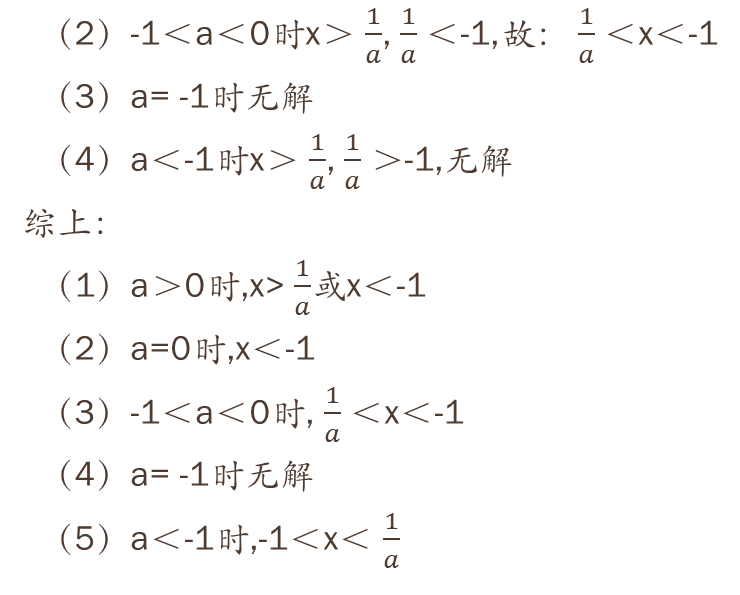 （2）-1＜a＜0时x＞1/a,1/a＜-1,故：1/a＜x＜-1
（3）a= -1时无解
（4）a＜-1时x＞1/a,1/a＞-1,无解
综上：
（1）a＞0时,x>1/a或x＜-1
（2）a=0时,x＜-1
（3）-1＜a＜0时,1/a＜x＜-1
（4）a= -1时无解
（5）a＜-1时,-1＜x＜1/a